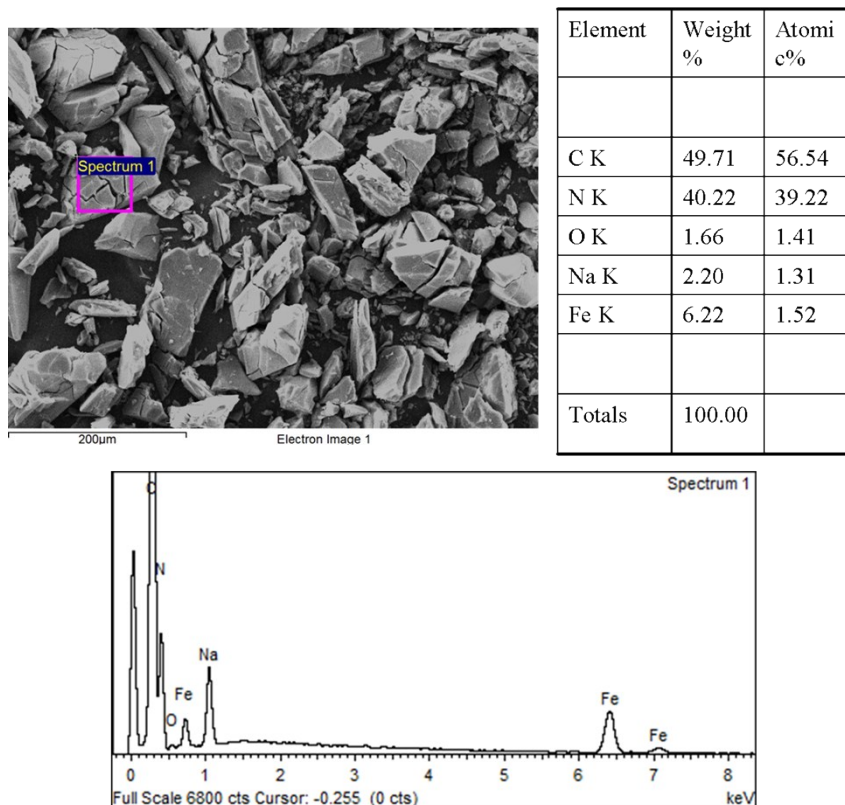 Spectrum 1
200µm
Electron Image 1
Element Weight % Atomi c%
C K 49.71 56.54
N K 40.22 39.22
O K 1.66 1.41
Na K 2.20 1.31
Fe K 6.22 1.52
Totals 100.00
Spectrum 1
C
N
O
Fe
Na
Fe
Fe
0 1 2 3 4 5 6 7 8
Full Scale 6800 cts Cursor: -0.255 (0 cts) keV